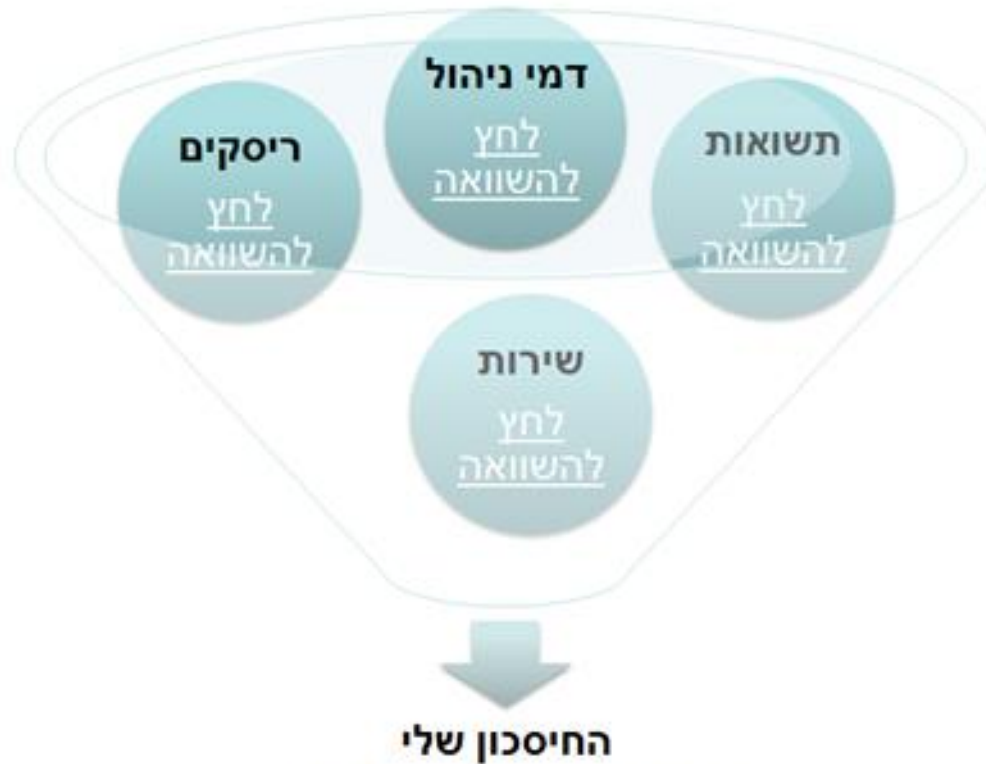 דמי ניהול
לחץ
להשוואה
תשואות
לחץ
להשוואה
ריסקים
לחץ
להשוואה
שירות
לחץ
להשוואה
החיסכון שלי